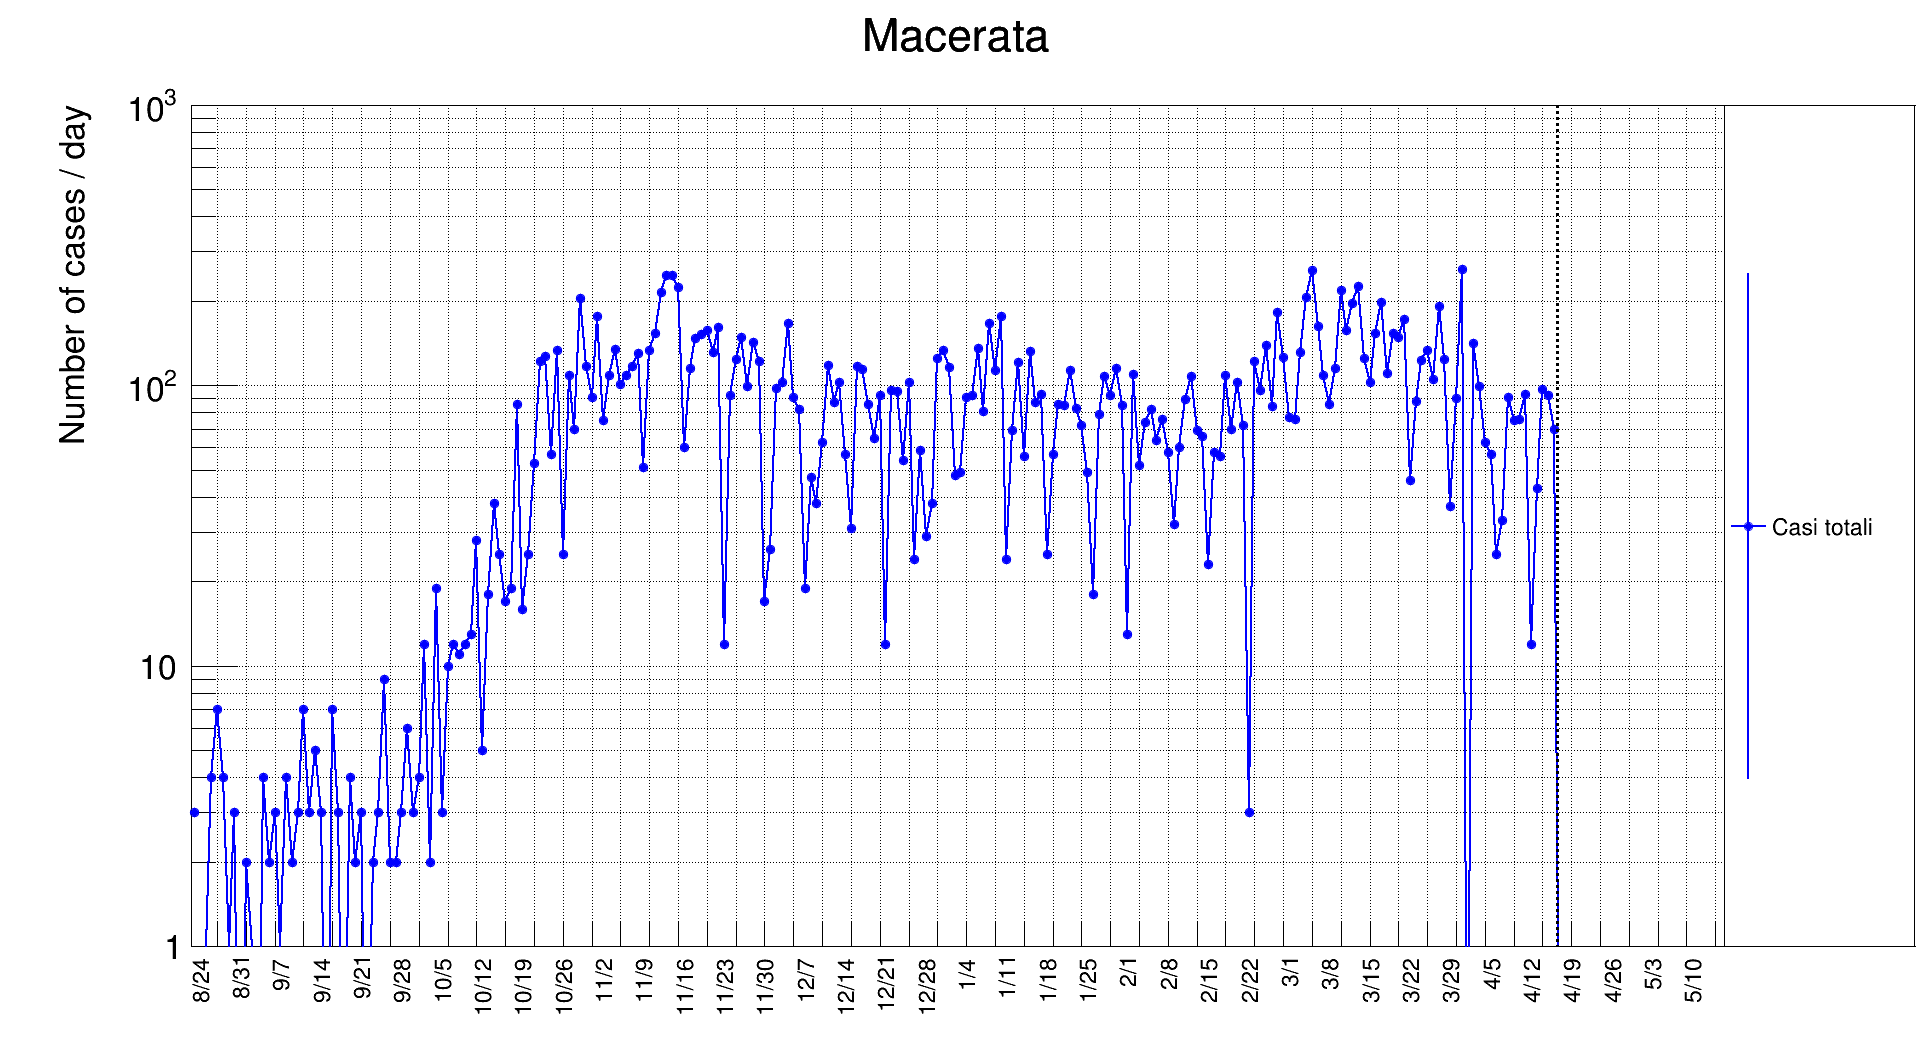 Macerata
Number of cases / day
10³
10²
10
1
8/24 8/31 9/7 9/14 9/21 9/28 10/5 10/12 10/19 10/26 11/2 11/9 11/16 11/23 11/30 12/7 12/14 12/21 12/28 1/4 1/11 1/18 1/25 2/1 2/8 2/15 2/22 3/1 3/8 3/15 3/22 3/29 4/5 4/12 4/19 4/26 5/3 5/10
Casi totali